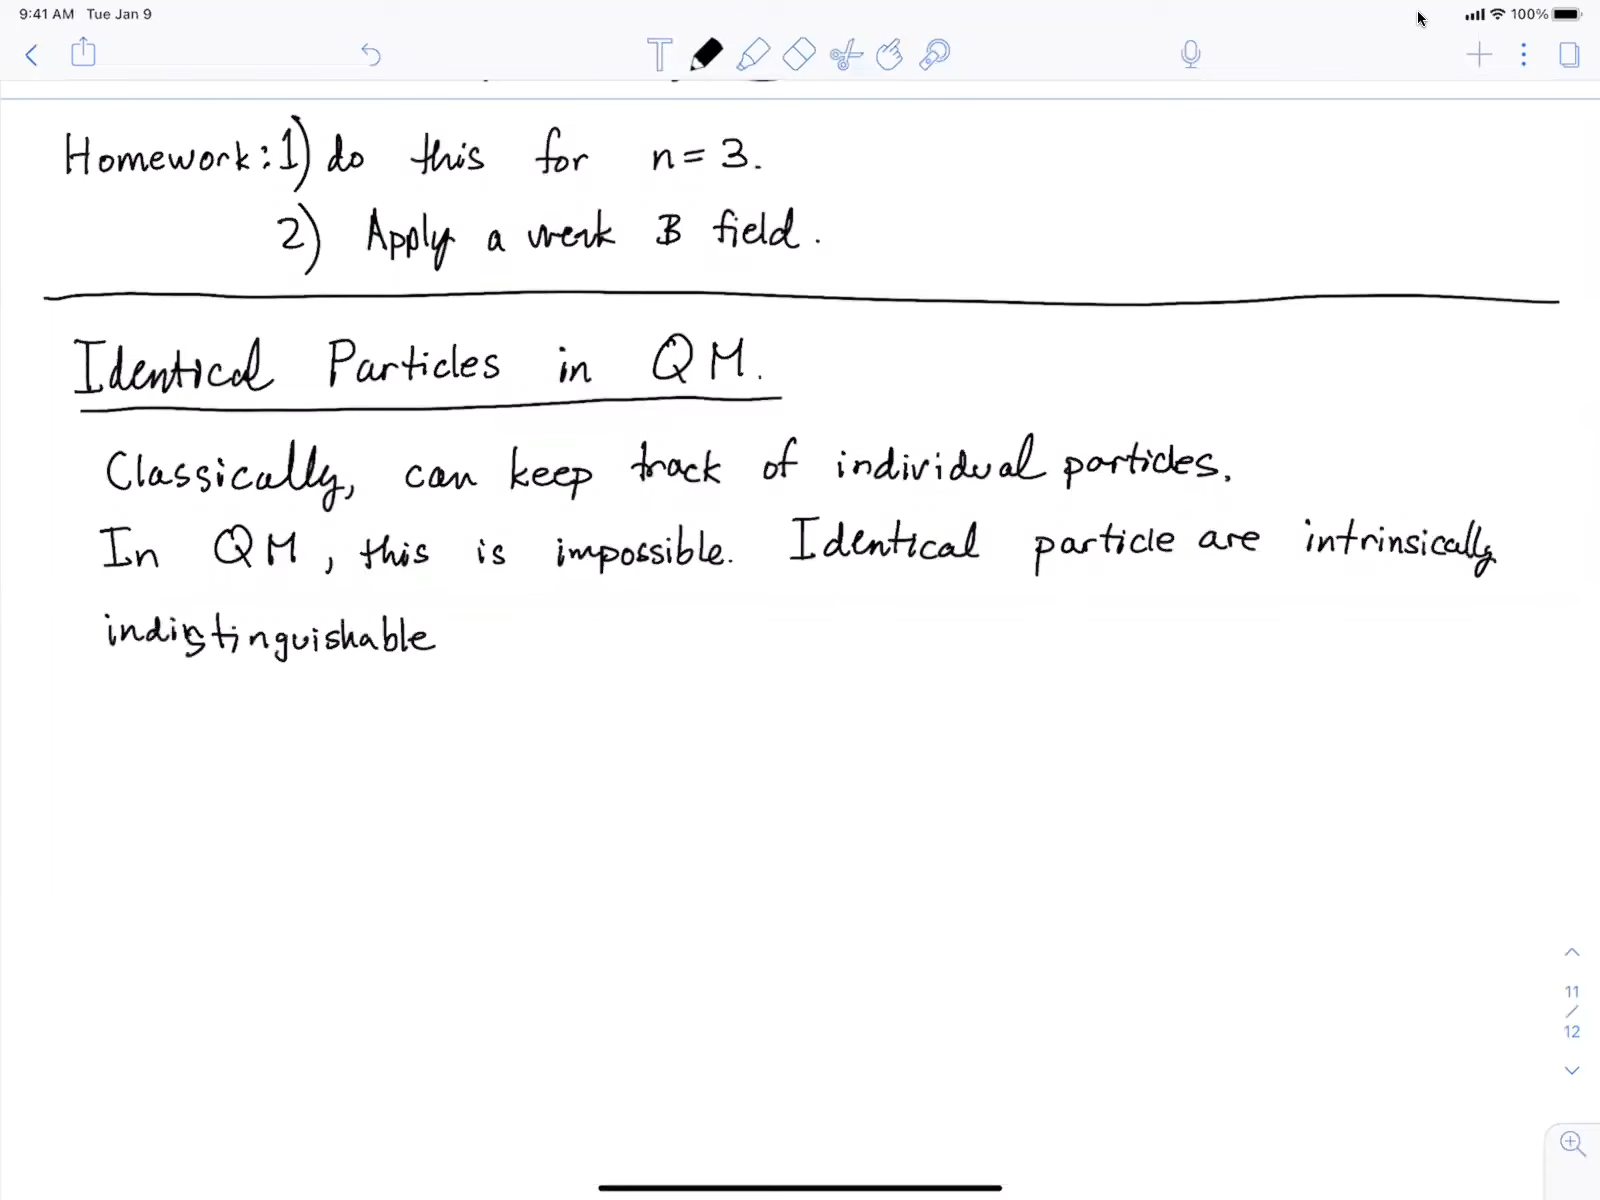 9:41 AM Tue Jan 9
100%
Homework: 1) do this for n = 3.
2) Apply a weak B field.
Identical Particles in QM.
Classically, can keep track of individual particles.
In QM, this is impossible. Identical particle are intrinsically
indistinguishable
11
/
12